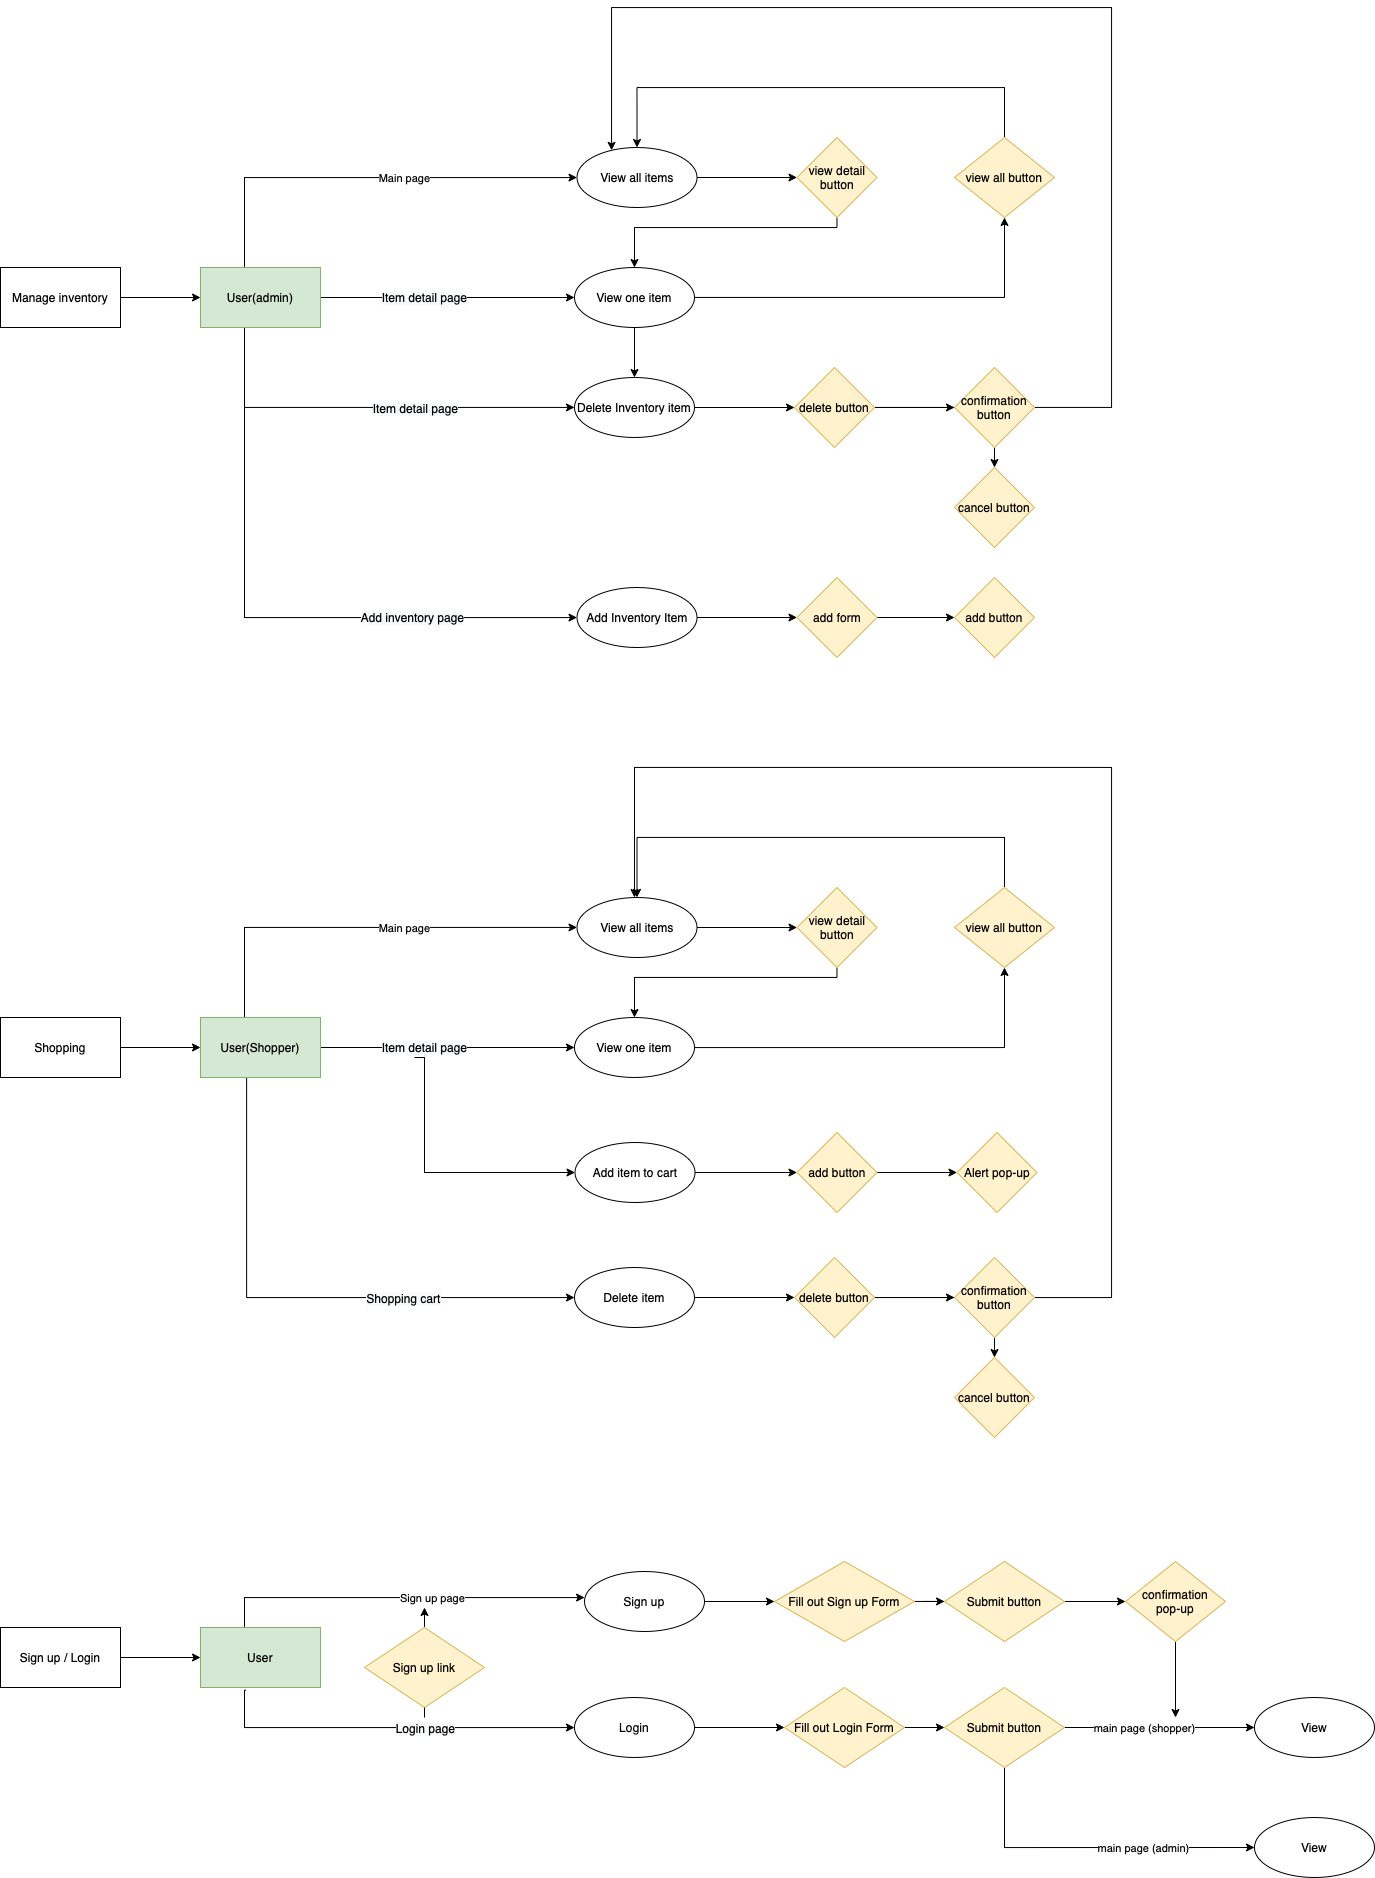 Main page
View all items
view detail
button
view all button
Manage inventory
User(admin)
Item detail page
View one item
Item detail page
Delete Inventory item
delete button
confirmation
button
cancel button
Add inventory page
Add Inventory Item
add form
add button
Main page
View all items
view detail
button
view all button
Shopping
User(Shopper)
Item detail page
View one item
Add item to cart
add button
Alert pop-up
Shopping cart
Delete item
delete button
confirmation
button
cancel button
Sign up page
Sign up
Fill out Sign up Form
Submit button
confirmation
pop-up
Sign up / Login
User
Sign up link
Login page
Login
Fill out Login Form
Submit button
main page (shopper)
View
main page (admin)
View